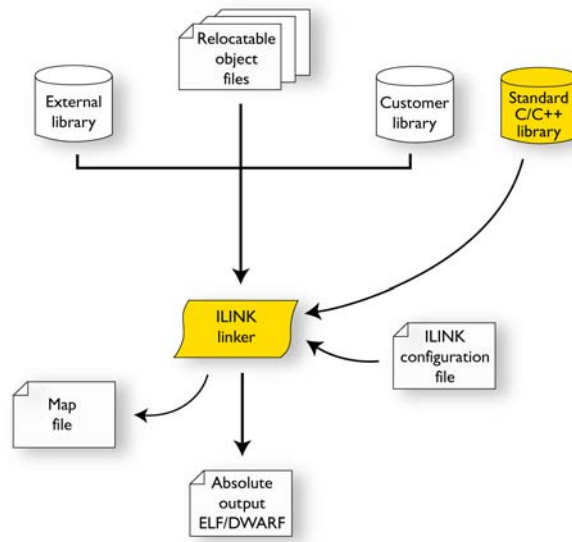 Relocatable
object
files
External
library
Customer
library
Standard
C/C++
library
ILINK
linker
ILINK
configuration
file
Map
file
Absolute
output
ELF/DWARF